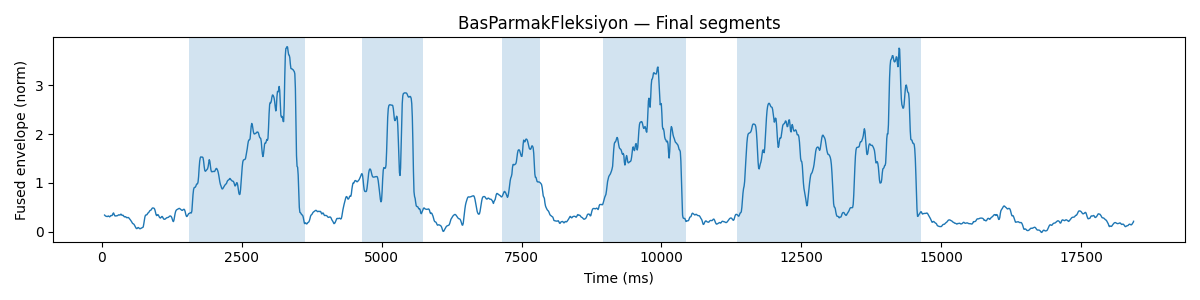 BasParmakFleksiyon — Final segments
Fused envelope (norm)
3
2
1
0
0 2500 5000 7500 10000 12500 15000 17500
Time (ms)